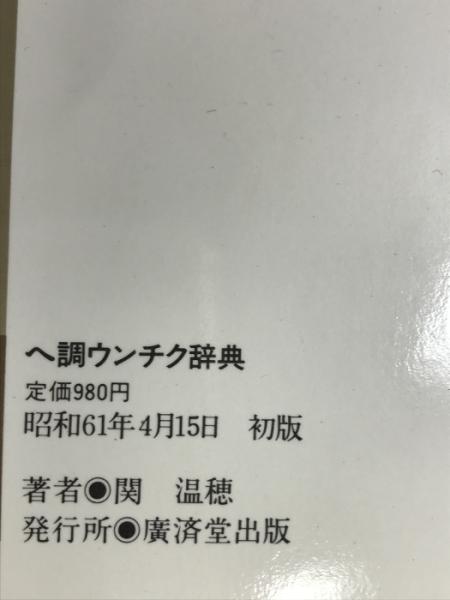 ヘ調ウンチク辞典
定価980円
昭和61年4月15日　初版
著者◉関　温穂
発行所◉廣済堂出版